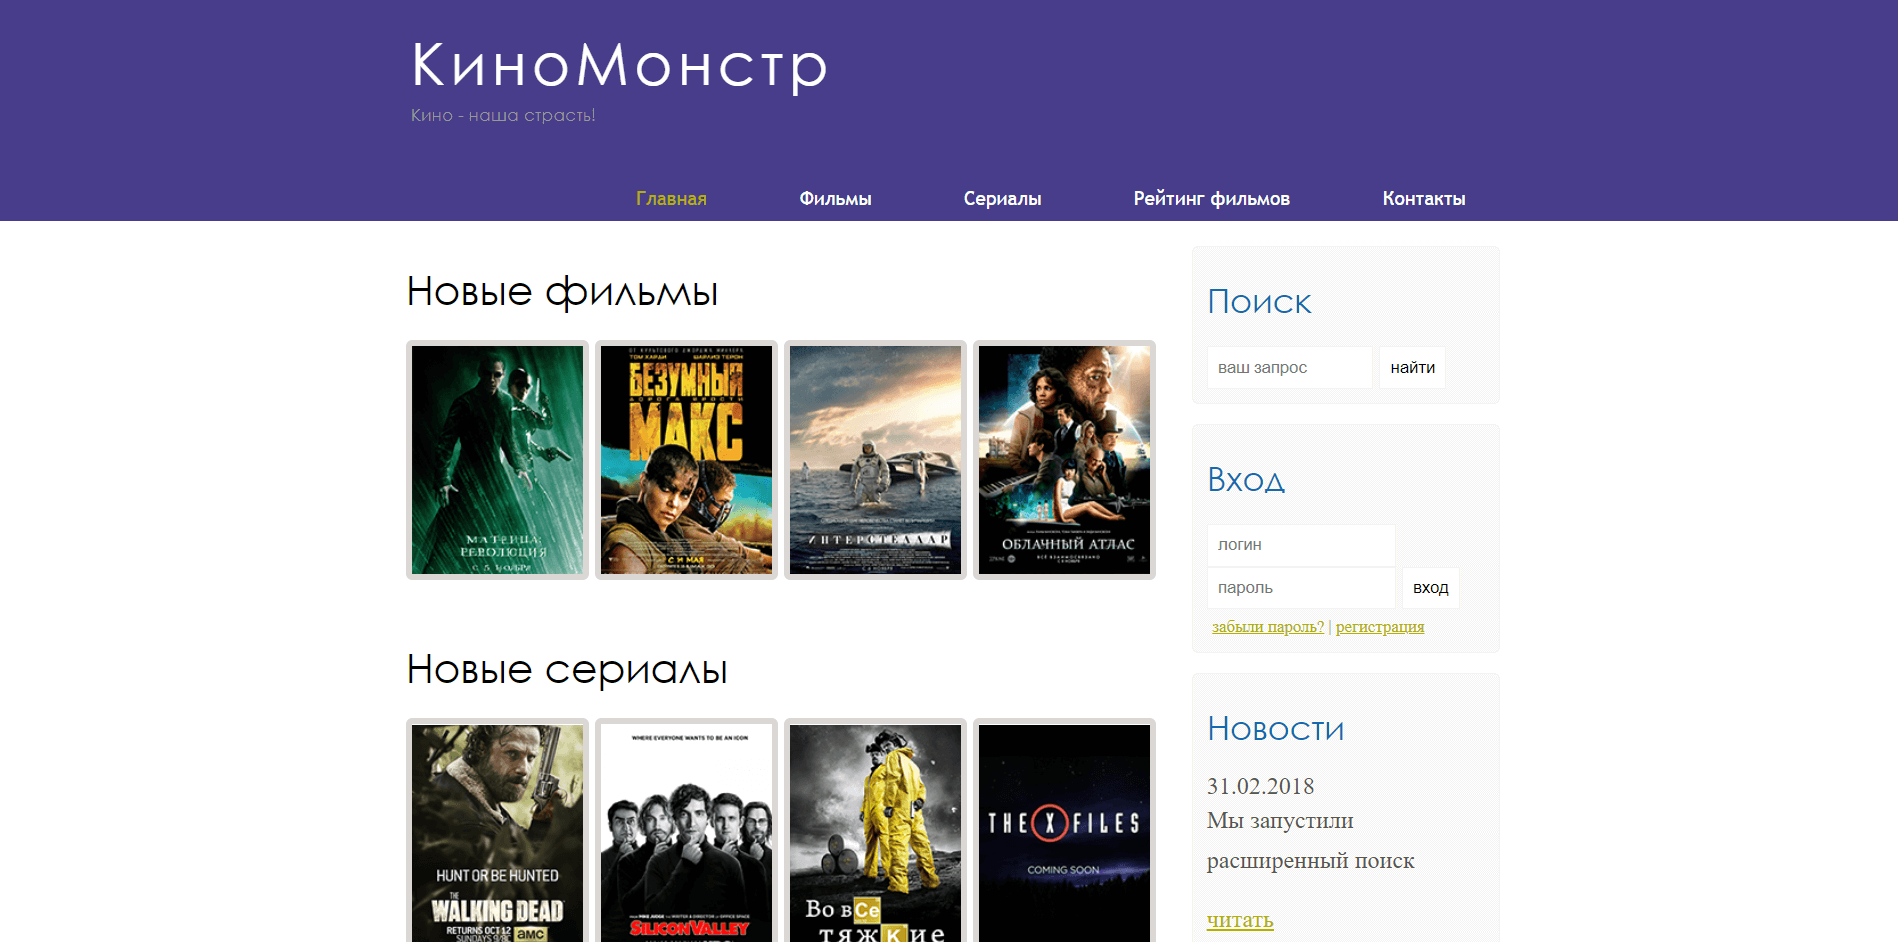 КиноМонстр
Кино - наша страсть!
Главная
Фильмы
Сериалы
Рейтинг фильмов
Контакты
Новые фильмы
МАТРИЦА:
РЕВОЛЮЦИЯ
С 5 НОЯБРЯ
ТОМ ХАРДИ ШАРЛИЗ ТЕРОН
БЕЗУМНЫЙ
ДОРОГА ЯРОСТИ
МАКС
С 14 МАЯ
ИНТЕРСТЕЛЛАР
С 6 НОЯБРЯ
ОБЛАЧНЫЙ АТЛАС
ВСЁ ВЗАИМОСВЯЗАНО
Новые сериалы
HUNT OR BE HUNTED
THE
WALKING DEAD
RETURNS OCT 12
SUNDAYS 9/8C amc
WHERE EVERYONE WANTS TO BE AN ICON
SILICON VALLEY
Во все
тяжкие
THE X FILES
COMING SOON
Поиск
ваш запрос
найти
Вход
логин
пароль
вход
забыли пароль? | регистрация
Новости
31.02.2018
Мы запустили
расширенный поиск
читать